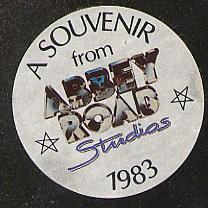 A SOUVENIR
from
ABBEY
ROAD
Studios
1983